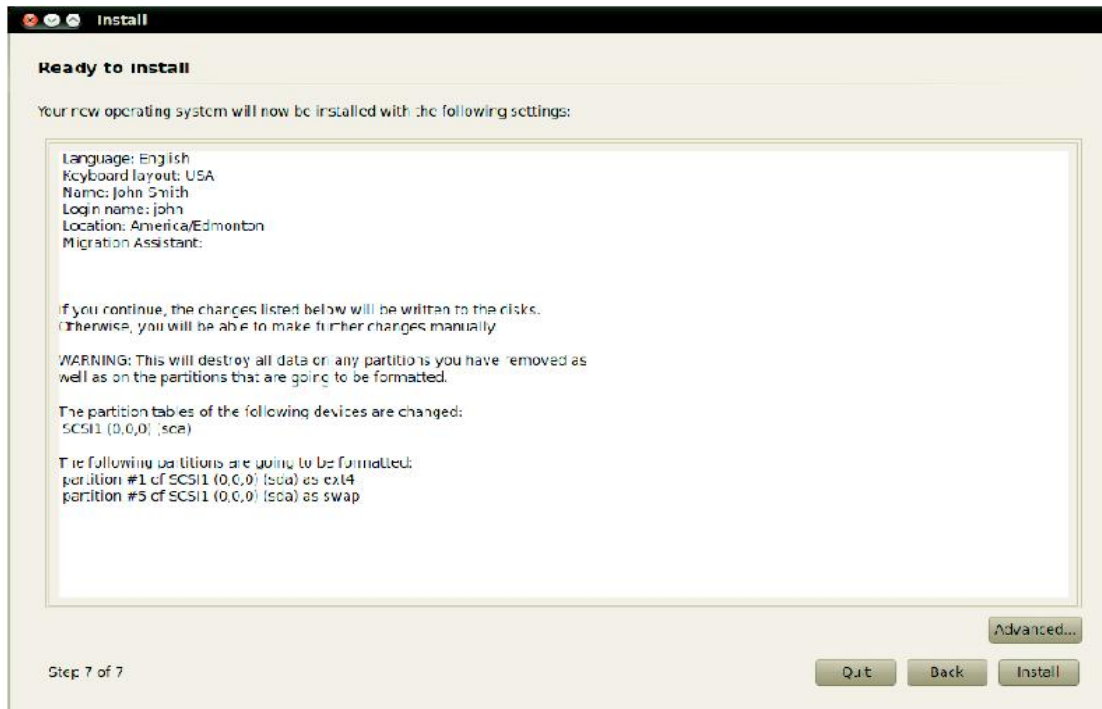 Install
Ready to Install
Your new operating system will now be installed with the following settings:
Language: English
Keyboard layout: USA
Name: John Smith
Login name: john
Location: America/Edmonton
Migration Assistant:
If you continue, the changes listed below will be written to the disks.
Otherwise, you will be able to make further changes manually.
WARNING: This will destroy all data on any partitions you have removed as
well as on the partitions that are going to be formatted.
The partition tables of the following devices are changed:
SCSI1 (0,0,0) (sda)
The following partitions are going to be formatted:
partition #1 of SCSI1 (0,0,0) (sda) as ext4
partition #5 of SCSI1 (0,0,0) (sda) as swap
Advanced...
Step 7 of 7
Quit
Back
Install